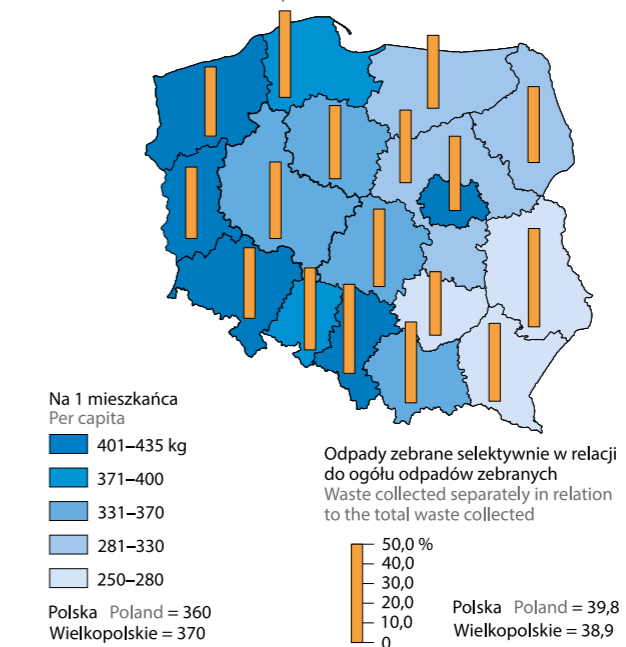 Na 1 mieszkańca
Per capita
401–435 kg
371–400
331–370
281–330
250–280
Polska Poland = 360
Wielkopolskie = 370
Odpady zebrane selektywnie w relacji
do ogółu odpadów zebranych
Waste collected separately in relation
to the total waste collected
50,0 %
40,0
30,0
20,0
10,0
0
Polska Poland = 39,8
Wielkopolskie = 38,9